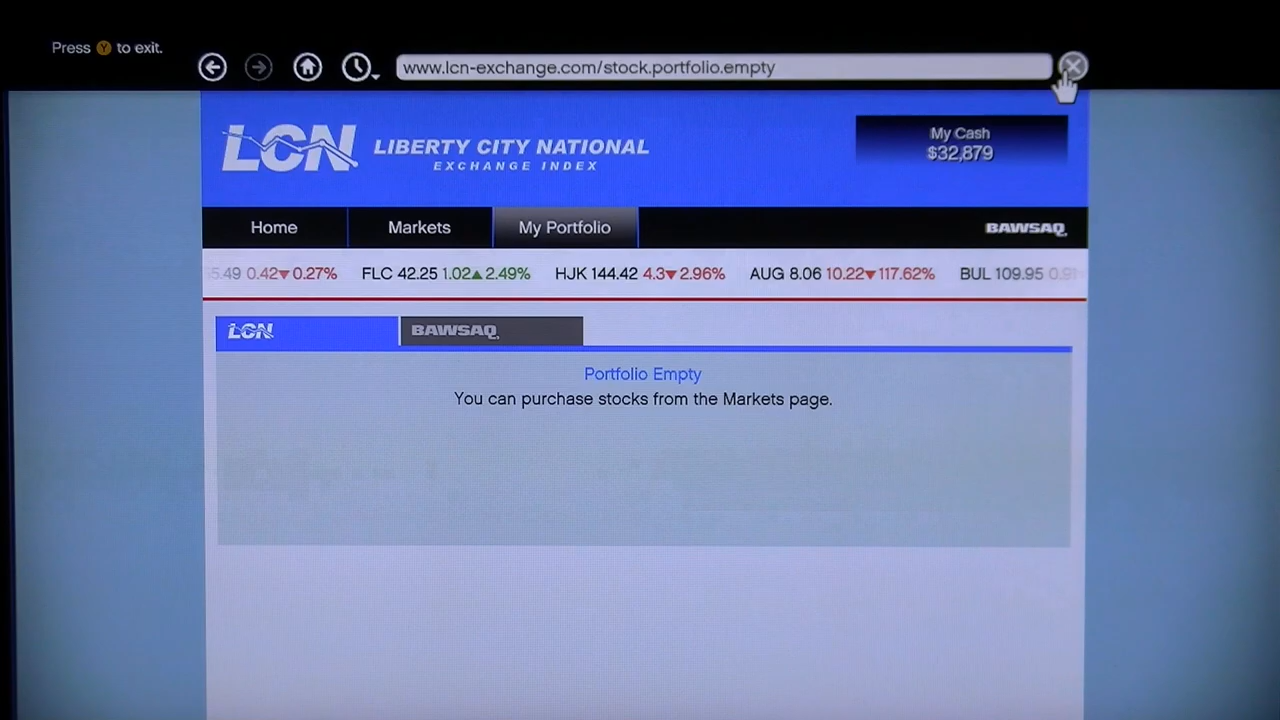 Press Y to exit.
www.lcn-exchange.com/stock.portfolio.empty
LCN LIBERTY CITY NATIONAL
EXCHANGE INDEX
My Cash
$32,879
Home Markets My Portfolio BAWSAQ
5.49 0.42▼0.27% FLC 42.25 1.02▲2.49% HJK 144.42 4.3▼2.96% AUG 8.06 10.22▼117.62% BUL 109.95
LCN BAWSAQ
Portfolio Empty
You can purchase stocks from the Markets page.